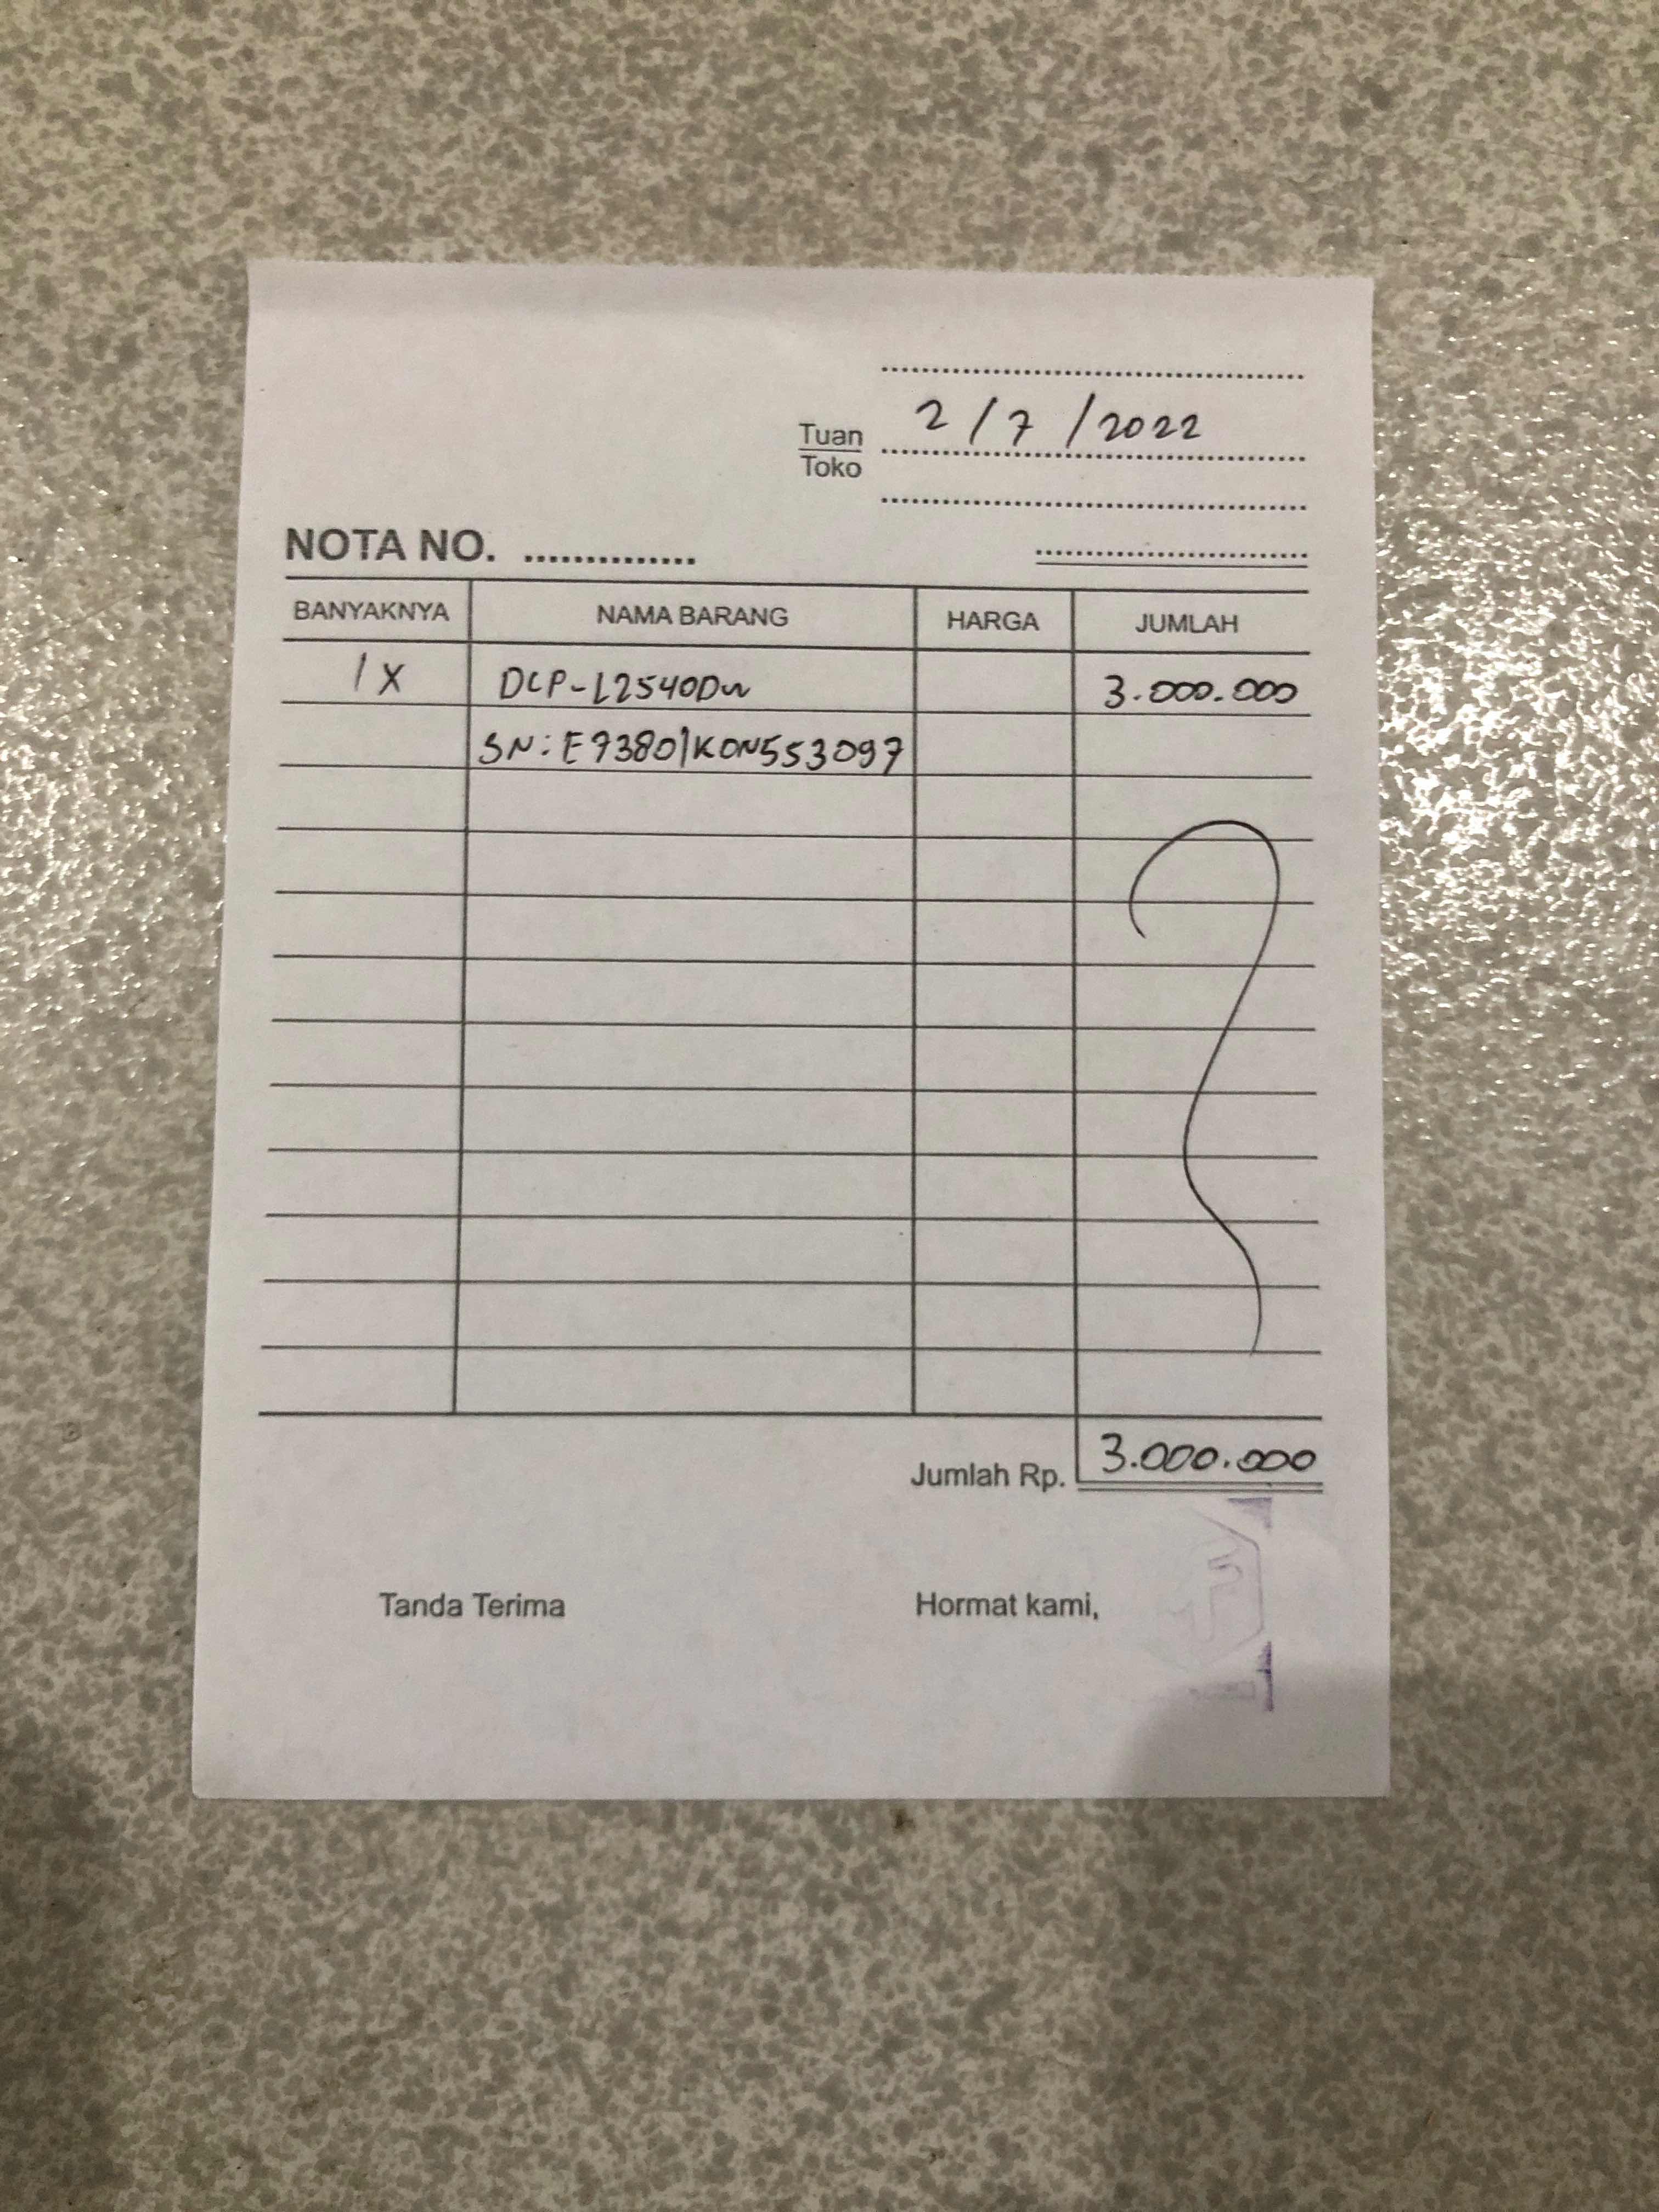 2/7/2022
Tuan
Toko
NOTA NO.
BANYAKNYA NAMA BARANG HARGA JUMLAH
1X DCP-L2540DW 3.000.000
SN: E73801K0N553097
Jumlah Rp. 3.000.000
Tanda Terima Hormat kami,